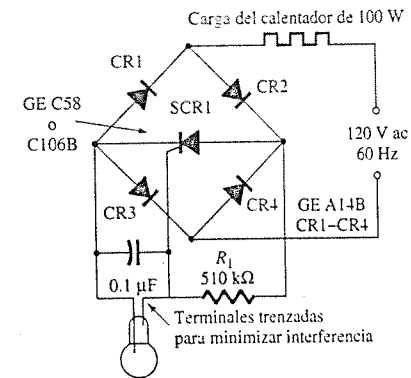 Carga del calentador de 100 W
CR1
CR2
GE C58
o
C106B
SCR1
120 V ac
60 Hz
CR3
CR4
GE A14B
CR1–CR4
0.1 µF
R₁
510 kΩ
Terminales trenzadas
para minimizar interferencia